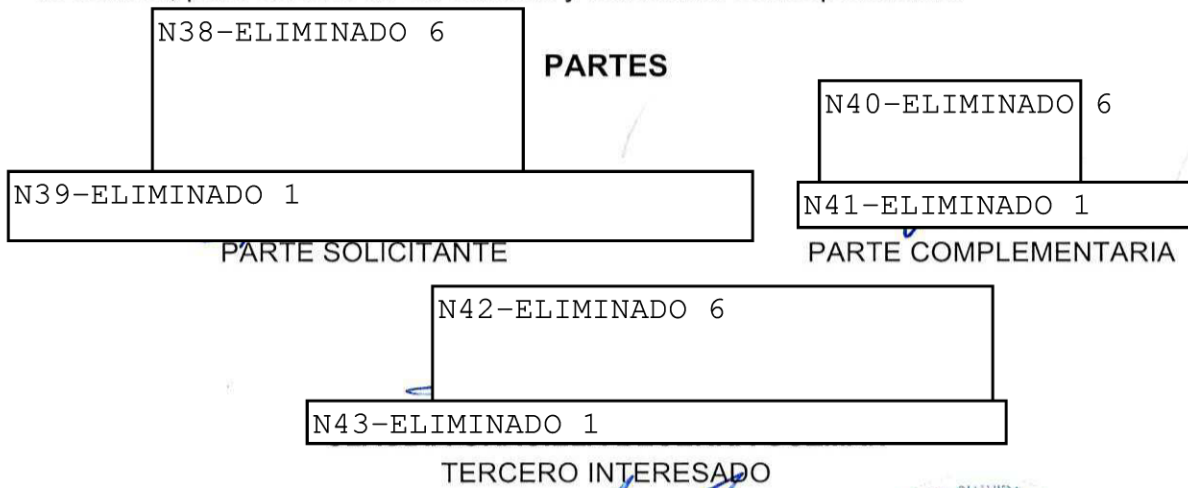 N38-ELIMINADO 6
PARTES
N40-ELIMINADO 6
N39-ELIMINADO 1
N41-ELIMINADO 1
PARTE SOLICITANTE
PARTE COMPLEMENTARIA
N42-ELIMINADO 6
N43-ELIMINADO 1
TERCERO INTERESADO